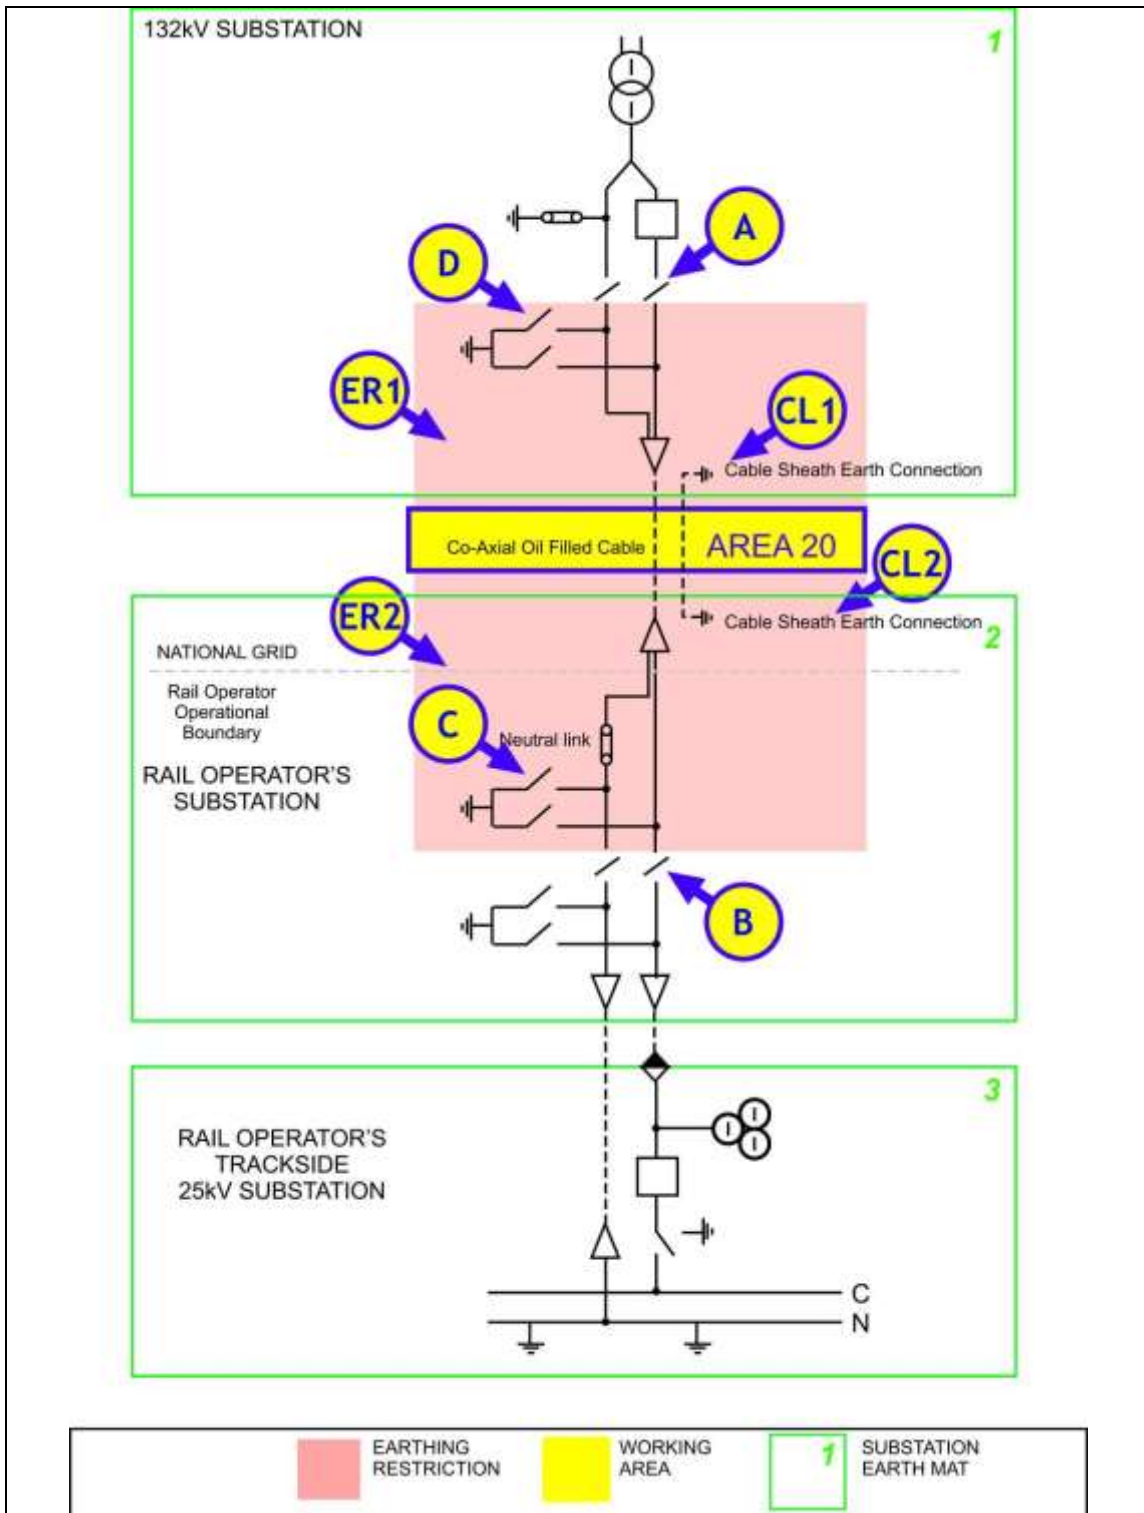 132kV SUBSTATION
1
A
D
ER1
CL1
Cable Sheath Earth Connection
Co-Axial Oil Filled Cable
AREA 20
CL2
ER2
Cable Sheath Earth Connection
2
NATIONAL GRID
Rail Operator
Operational
Boundary
C
Neutral link
RAIL OPERATOR'S
SUBSTATION
B
3
RAIL OPERATOR'S
TRACKSIDE
25kV SUBSTATION
C
N
EARTHING
RESTRICTION
WORKING
AREA
1
SUBSTATION
EARTH MAT